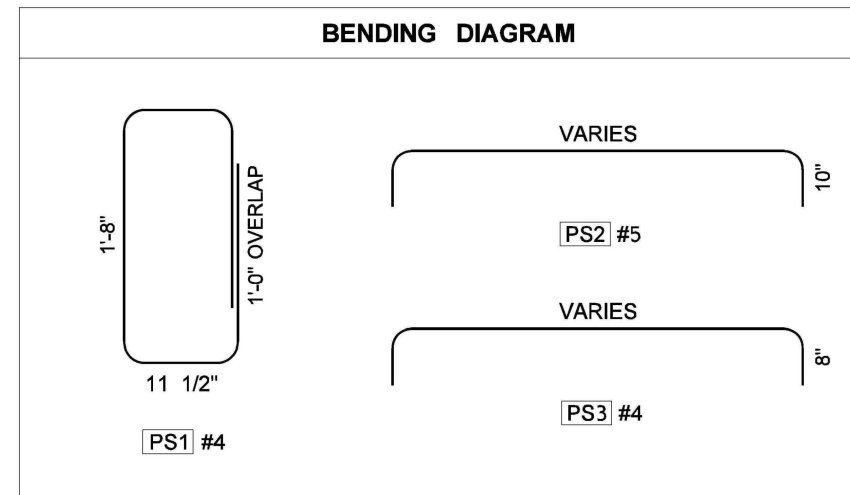 BENDING DIAGRAM
1'-8"
1'-0" OVERLAP
11 1/2"
PS1 #4
VARIES
10"
PS2 #5
VARIES
8"
PS3 #4